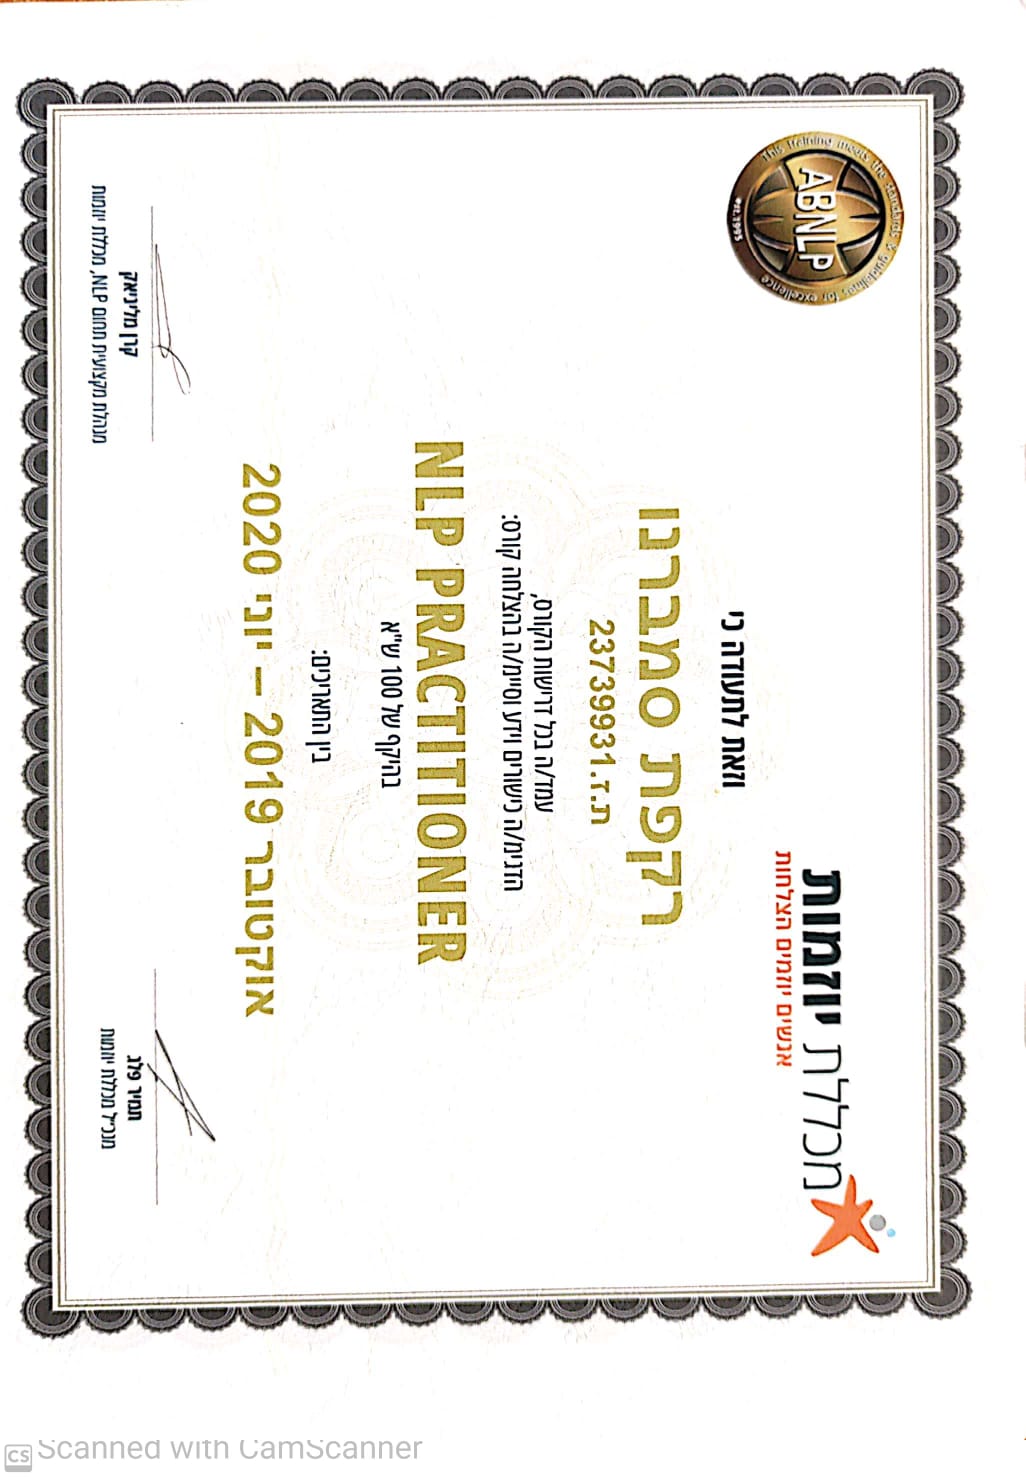 This training meets the standards & guidelines for excellence
ABNLP
est.1995
מכללת יוזמות
אנשים יוזמים הצלחות
וזאת לתעודה כי
רקפת סמברנו
ת.ז.23739931
עמד/ה בכל דרישות הקורס,
הדגימ/ה כישורים וידע וסיימ/ה בהצלחה קורס:
NLP PRACTITIONER
בהיקף של 100 ש"א
בין התאריכים:
אוקטובר 2019 – יוני 2020
תמיר פלג
מנכ"ל מכללת יוזמות
קרן מליניאק
מנהלת מקצועית תחום NLP, מכללת יוזמות
CS Scanned with CamScanner